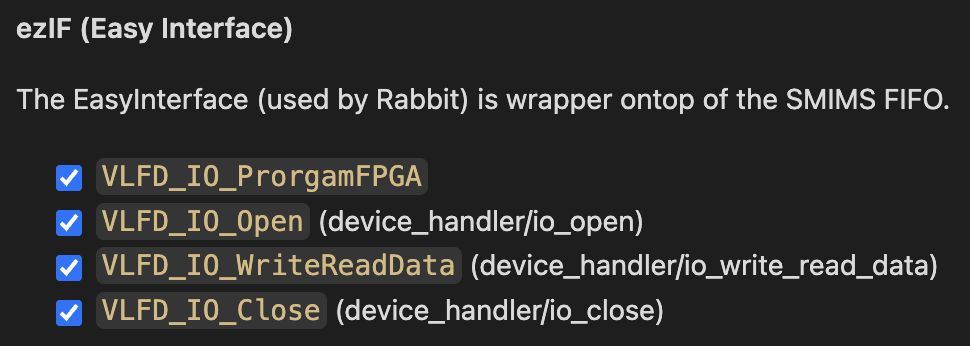 ezIF (Easy Interface)
The EasyInterface (used by Rabbit) is wrapper ontop of the SMIMS FIFO.
VLFD_IO_ProrgamFPGA
VLFD_IO_Open (device_handler/io_open)
VLFD_IO_WriteReadData (device_handler/io_write_read_data)
VLFD_IO_Close (device_handler/io_close)